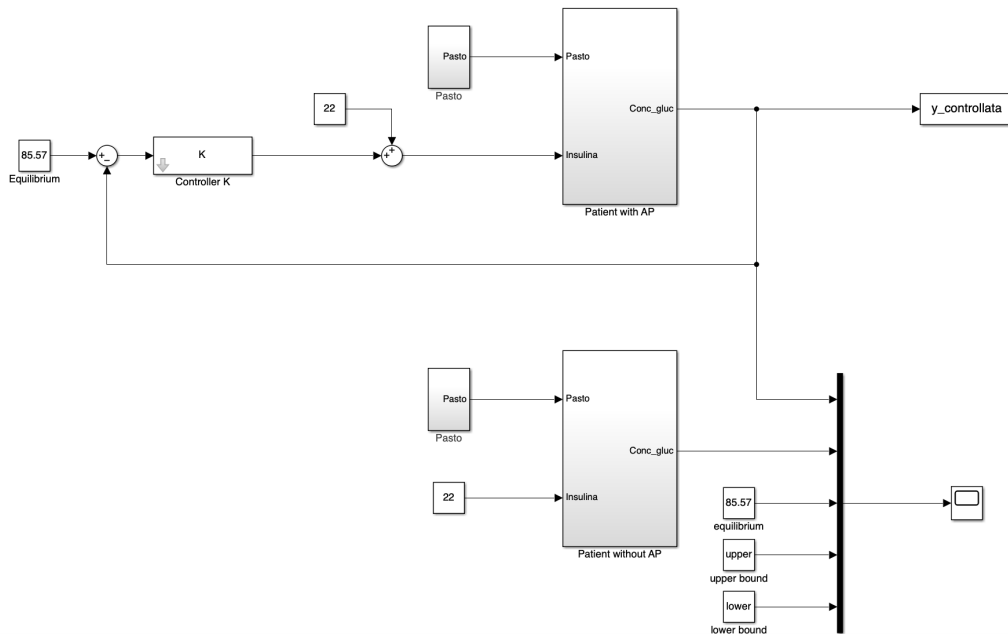 Pasto
Pasto
Pasto
22
Conc_gluc
y_controllata
85.57
+
−
K
+
+
Insulina
Equilibrium
Controller K
Patient with AP
Pasto
Pasto
Pasto
Conc_gluc
22
Insulina
85.57
equilibrium
Patient without AP
upper
upper bound
lower
lower bound